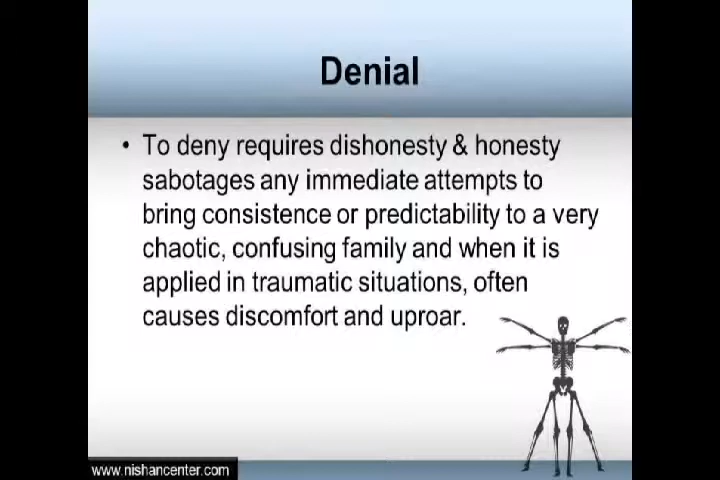 Denial
• To deny requires dishonesty & honesty
sabotages any immediate attempts to
bring consistence or predictability to a very
chaotic, confusing family and when it is
applied in traumatic situations, often
causes discomfort and uproar.
www.nishancenter.com